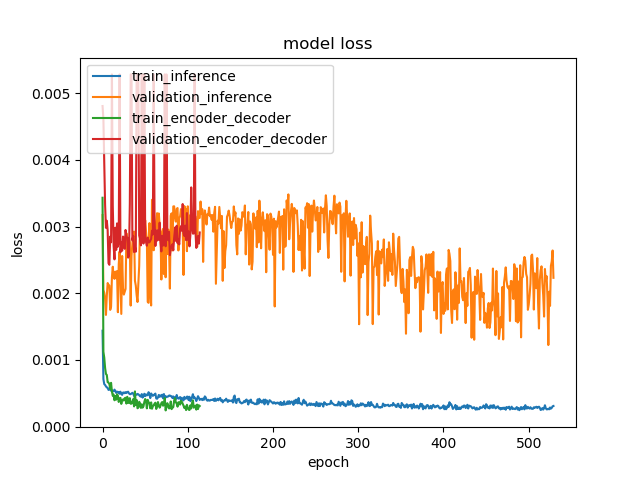 model loss
train_inference
validation_inference
train_encoder_decoder
validation_encoder_decoder
loss
0.005
0.004
0.003
0.002
0.001
0.000
0
100
200
300
400
500
epoch